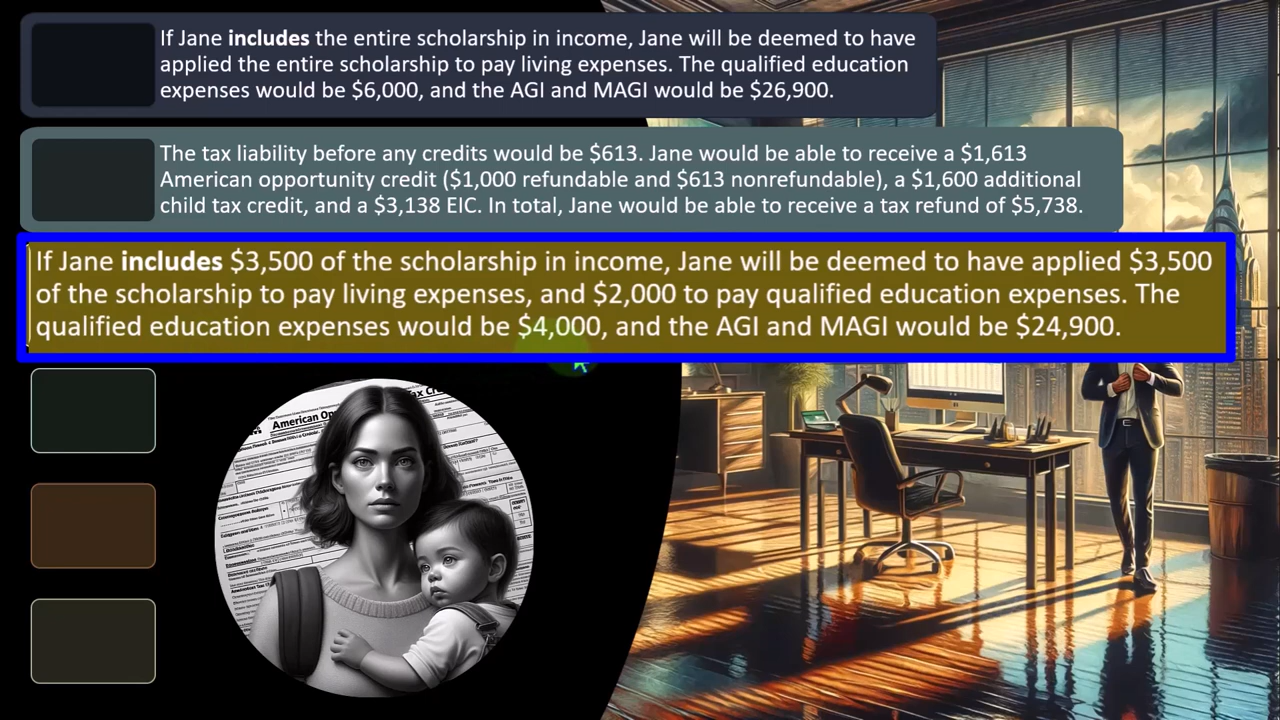 If Jane includes the entire scholarship in income, Jane will be deemed to have
applied the entire scholarship to pay living expenses. The qualified education
expenses would be $6,000, and the AGI and MAGI would be $26,900.
The tax liability before any credits would be $613. Jane would be able to receive a $1,613
American opportunity credit ($1,000 refundable and $613 nonrefundable), a $1,600 additional
child tax credit, and a $3,138 EIC. In total, Jane would be able to receive a tax refund of $5,738.
If Jane includes $3,500 of the scholarship in income, Jane will be deemed to have applied $3,500
of the scholarship to pay living expenses, and $2,000 to pay qualified education expenses. The
qualified education expenses would be $4,000, and the AGI and MAGI would be $24,900.
American Op